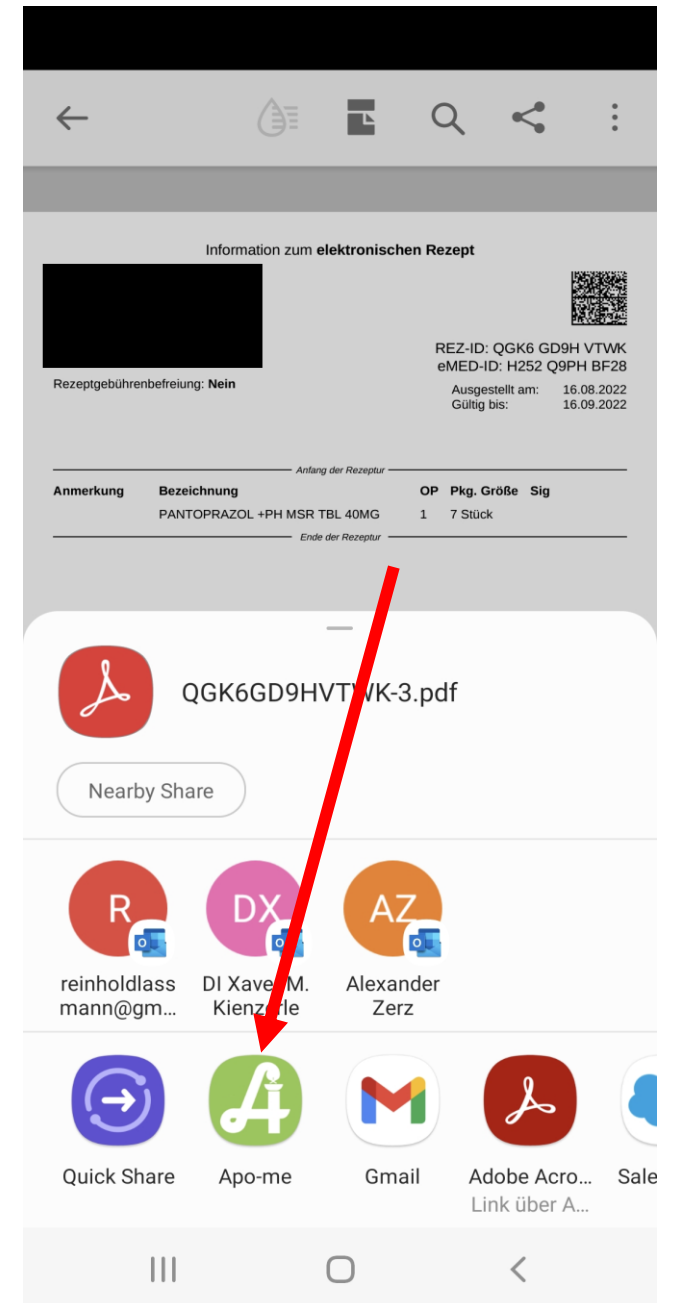 Information zum elektronischen Rezept
REZ-ID: QGK6 GD9H VTWK
eMED-ID: H252 Q9PH BF28
Rezeptgebührenbefreiung: Nein
Ausgestellt am: 16.08.2022
Gültig bis: 16.09.2022
Anfang der Rezeptur
Anmerkung Bezeichnung OP Pkg. Größe Sig
PANTOPRAZOL +PH MSR TBL 40MG 1 7 Stück
Ende der Rezeptur
QGK6GD9HVTWK-3.pdf
Nearby Share
R DX AZ
reinholdlass DI Xaver M. Alexander
mann@gm... Kienzerle Zerz
Quick Share Apo-me Gmail Adobe Acro... Sale
Link über A...